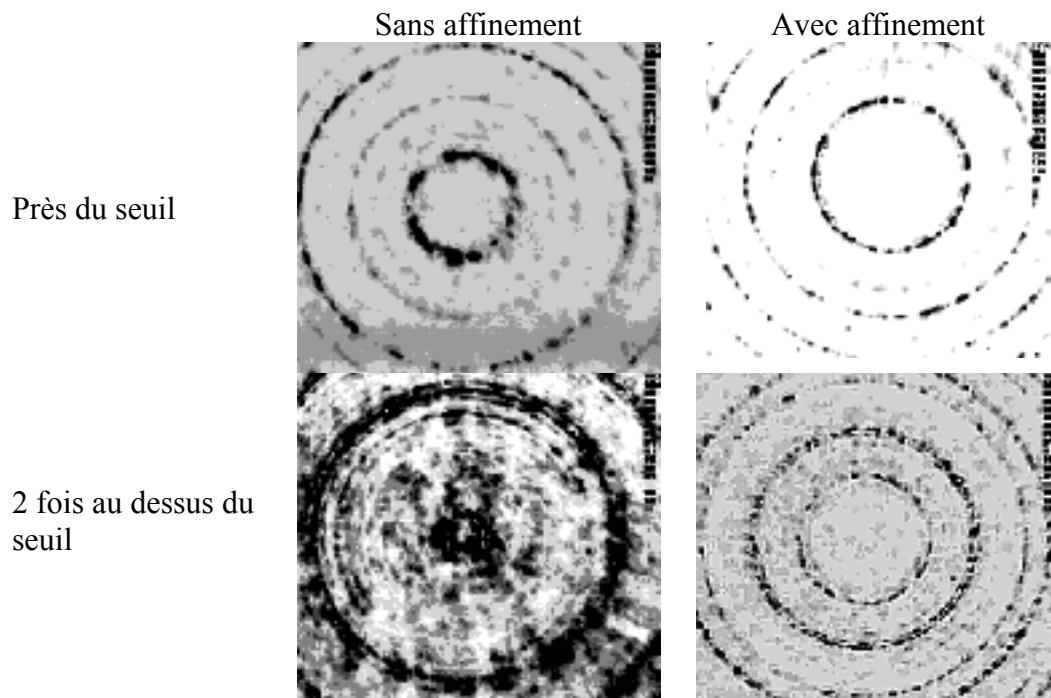 Sans affinement
Avec affinement
Près du seuil
2 fois au dessus du
seuil